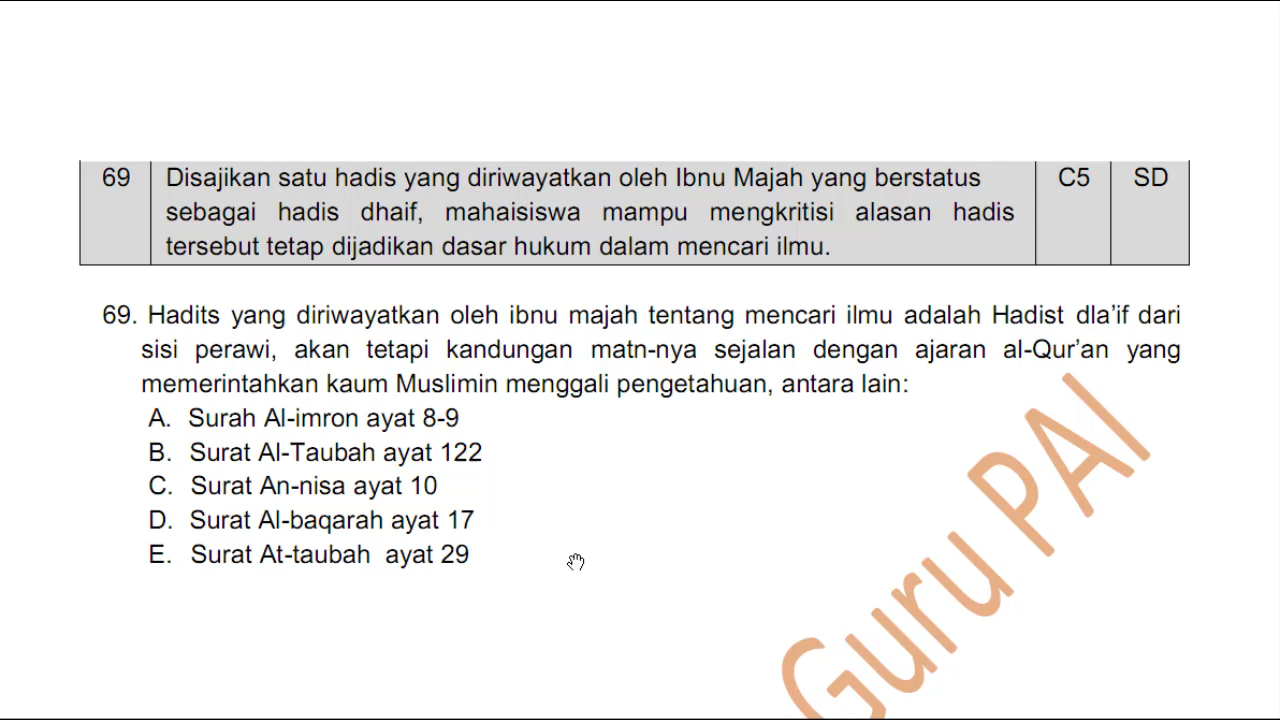 69 Disajikan satu hadis yang diriwayatkan oleh Ibnu Majah yang berstatus C5 SD
sebagai hadis dhaif, mahaisiswa mampu mengkritisi alasan hadis
tersebut tetap dijadikan dasar hukum dalam mencari ilmu.
69. Hadits yang diriwayatkan oleh ibnu majah tentang mencari ilmu adalah Hadist dla'if dari
sisi perawi, akan tetapi kandungan matn-nya sejalan dengan ajaran al-Qur'an yang
memerintahkan kaum Muslimin menggali pengetahuan, antara lain:
A. Surah Al-imron ayat 8-9
B. Surat Al-Taubah ayat 122
C. Surat An-nisa ayat 10
D. Surat Al-baqarah ayat 17
E. Surat At-taubah ayat 29
Guru PAI